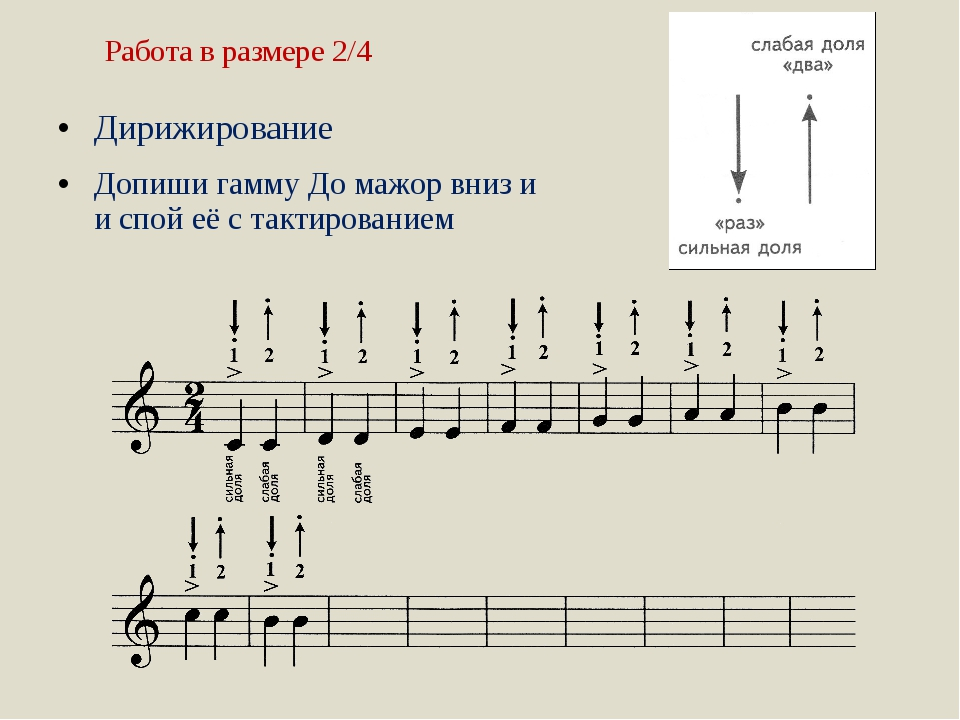 Работа в размере 2/4
• Дирижирование
• Допиши гамму До мажор вниз и
и спой её с тактированием
слабая доля
«два»
«раз»
сильная доля
1 2 1 2 1 2 1 2 1 2 1 2 1 2
2
4
сильная доля слабая доля сильная доля слабая доля
1 2 1 2